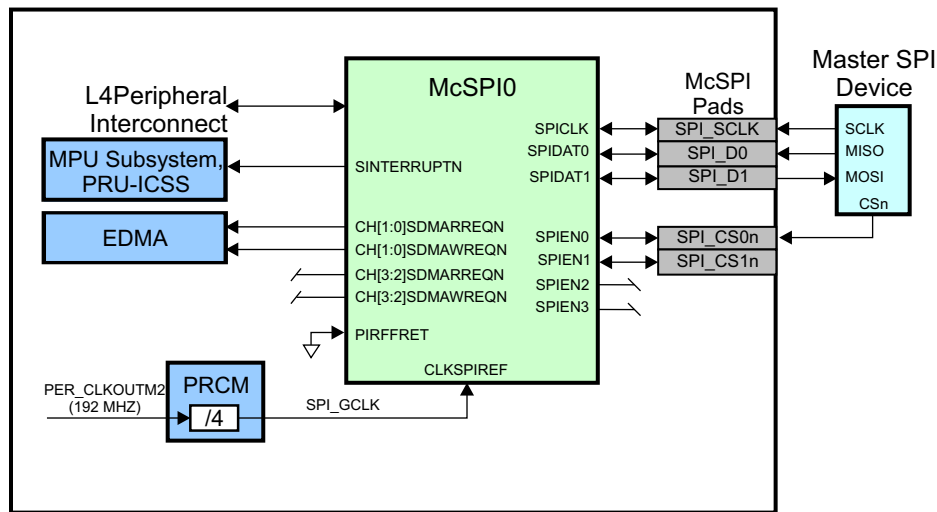 McSPI0
L4Peripheral
Interconnect
MPU Subsystem,
PRU-ICSS
EDMA
SINTERRUPTN
CH[1:0]SDMARREQN
CH[1:0]SDMAWREQN
CH[3:2]SDMARREQN
CH[3:2]SDMAWREQN
PIRFFRET
CLKSPIREF
SPICLK
SPIDAT0
SPIDAT1
SPIEN0
SPIEN1
SPIEN2
SPIEN3
McSPI
Pads
SPI_SCLK
SPI_D0
SPI_D1
SPI_CS0n
SPI_CS1n
Master SPI
Device
SCLK
MISO
MOSI
CSn
PER_CLKOUTM2
(192 MHZ)
PRCM
/4
SPI_GCLK